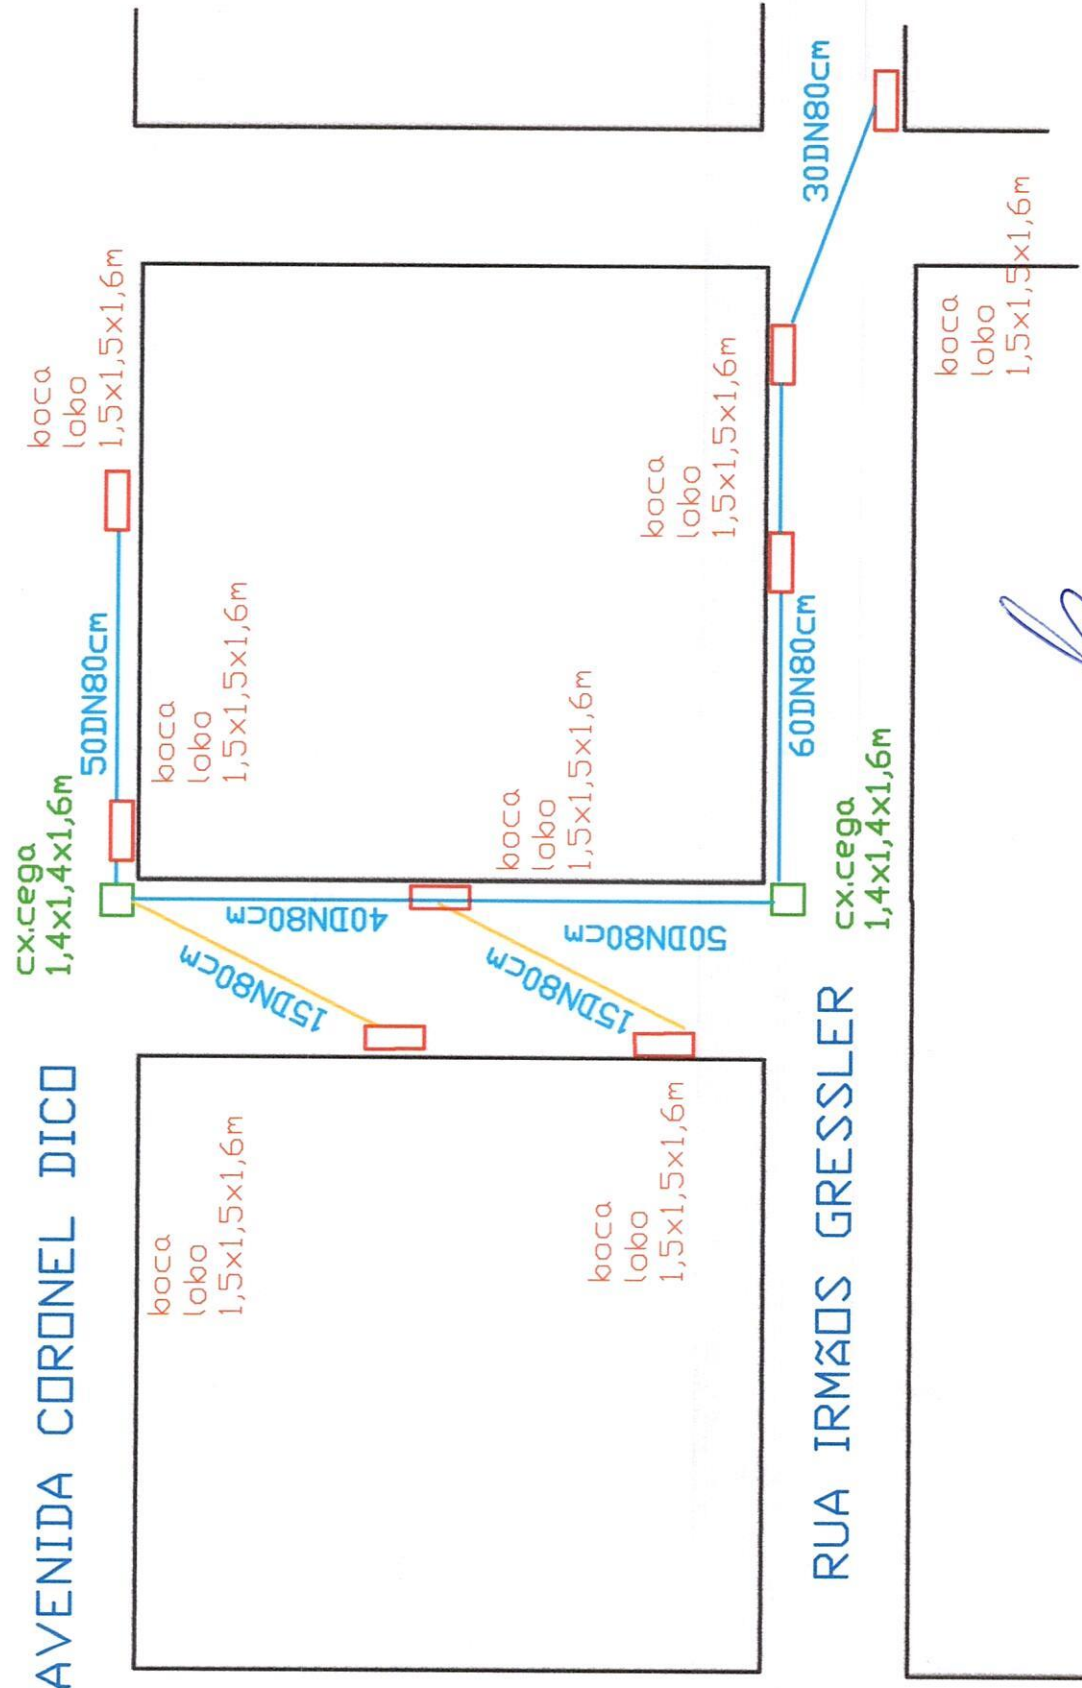 AVENIDA CORONEL DICO
cx.cega
1,4x1,4x1,6m
50DN80cm
boca
lobo
1,5x1,5x1,6m
boca
lobo
1,5x1,5x1,6m
boca
lobo
1,5x1,5x1,6m
15DN80cm
40DN80cm
15DN80cm
50DN80cm
boca
lobo
1,5x1,5x1,6m
boca
lobo
1,5x1,5x1,6m
boca
lobo
1,5x1,5x1,6m
60DN80cm
30DN80cm
cx.cega
1,4x1,4x1,6m
RUA IRMÃOS GRESSLER
boca
lobo
1,5x1,5x1,6m